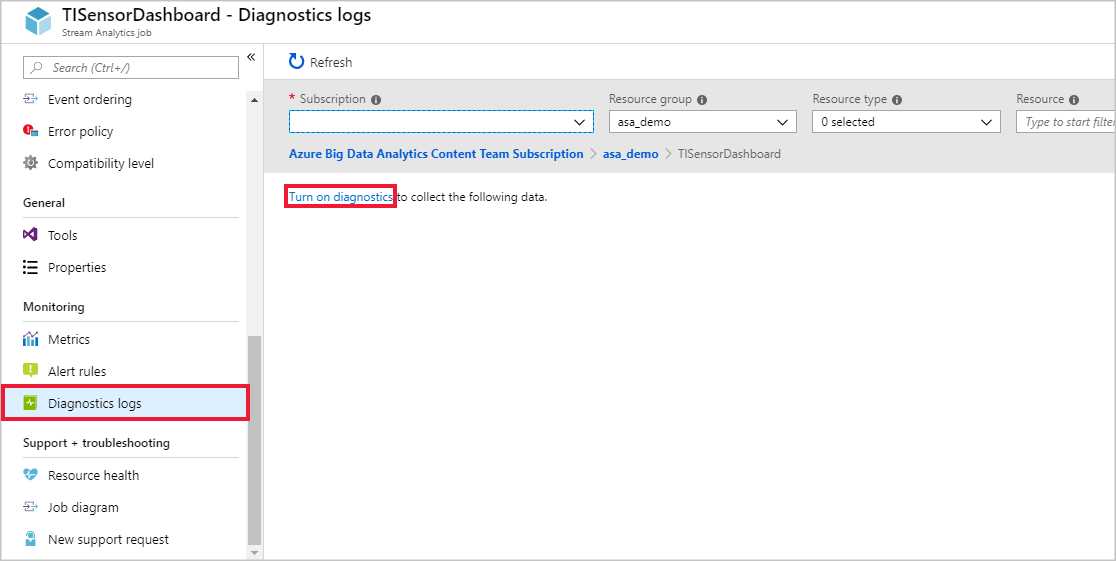 TISensorDashboard - Diagnostics logs
Stream Analytics job
Search (Ctrl+/)
Event ordering
Error policy
Compatibility level
General
Tools
Properties
Monitoring
Metrics
Alert rules
Diagnostics logs
Support + troubleshooting
Resource health
Job diagram
New support request
«
Refresh
* Subscription
Resource group
asa_demo
Resource type
0 selected
Resource
Type to start filte
Azure Big Data Analytics Content Team Subscription > asa_demo > TISensorDashboard
Turn on diagnostics to collect the following data.